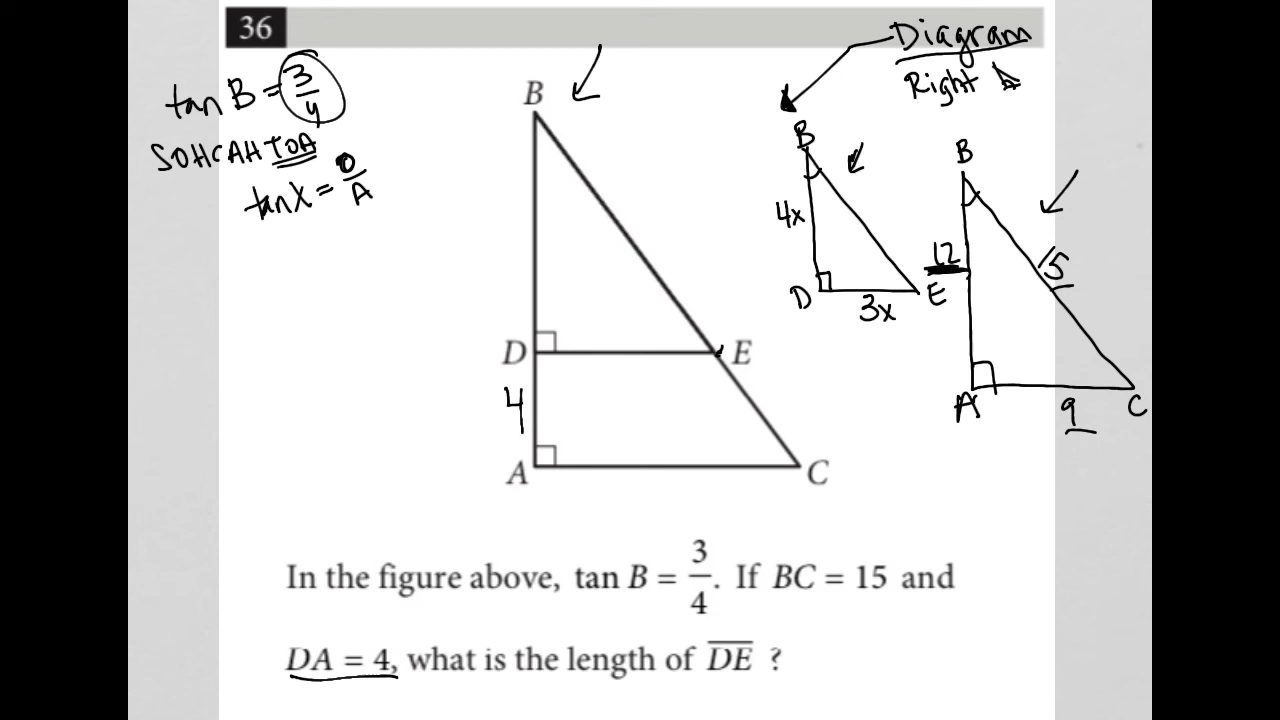 36
Diagram
Right
tan B = 3/4
SOHCAHTOA
tan X = O/A
B
D
E
4
A
C
B
4x
D
3x
E
B
12
15
A
9
C
In the figure above, tan B = 3/4. If BC = 15 and
DA = 4, what is the length of DE ?